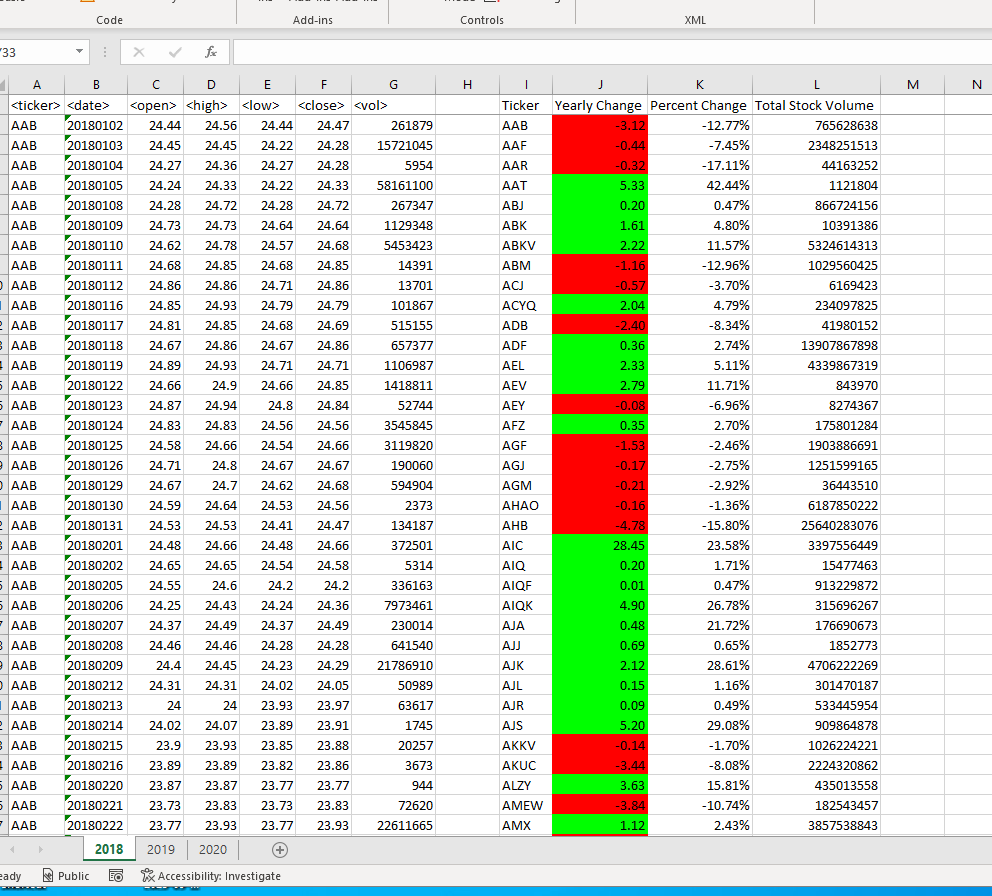 Code Add-ins Controls XML
33
fx
A B C D E F G H I J K L M N
<ticker> <date> <open> <high> <low> <close> <vol> Ticker Yearly Change Percent Change Total Stock Volume
AAB 20180102 24.44 24.56 24.44 24.47 261879 AAB -3.12 -12.77% 765628638
AAB 20180103 24.45 24.45 24.22 24.28 15721045 AAF -0.44 -7.45% 2348251513
AAB 20180104 24.27 24.36 24.27 24.28 5954 AAR -0.32 -17.11% 44163252
AAB 20180105 24.24 24.33 24.22 24.33 58161100 AAT 5.33 42.44% 1121804
AAB 20180108 24.28 24.72 24.28 24.72 267347 ABJ 0.20 0.47% 866724156
AAB 20180109 24.73 24.73 24.64 24.64 1129348 ABK 1.61 4.80% 10391386
AAB 20180110 24.62 24.78 24.57 24.68 5453423 ABKV 2.22 11.57% 5324614313
AAB 20180111 24.68 24.85 24.68 24.85 14391 ABM -1.16 -12.96% 1029560425
AAB 20180112 24.86 24.86 24.71 24.86 13701 ACJ -0.57 -3.70% 6169423
AAB 20180116 24.85 24.93 24.79 24.79 101867 ACYQ 2.04 4.79% 234097825
AAB 20180117 24.81 24.85 24.68 24.69 515155 ADB -2.40 -8.34% 41980152
AAB 20180118 24.67 24.86 24.67 24.86 657377 ADF 0.36 2.74% 13907867898
AAB 20180119 24.89 24.93 24.71 24.71 1106987 AEL 2.33 5.11% 4339867319
AAB 20180122 24.66 24.9 24.66 24.85 1418811 AEV 2.79 11.71% 843970
AAB 20180123 24.87 24.94 24.8 24.84 52744 AEY -0.08 -6.96% 8274367
AAB 20180124 24.83 24.83 24.56 24.56 3545845 AFZ 0.35 2.70% 175801284
AAB 20180125 24.58 24.66 24.54 24.66 3119820 AGF -1.53 -2.46% 1903886691
AAB 20180126 24.71 24.8 24.67 24.67 190060 AGJ -0.17 -2.75% 1251599165
AAB 20180129 24.67 24.7 24.62 24.68 594904 AGM -0.21 -2.92% 36443510
AAB 20180130 24.59 24.64 24.53 24.56 2373 AHAO -0.16 -1.36% 6187850222
AAB 20180131 24.53 24.53 24.41 24.47 134187 AHB -4.78 -15.80% 25640283076
AAB 20180201 24.48 24.66 24.48 24.66 372501 AIC 28.45 23.58% 3397556449
AAB 20180202 24.65 24.65 24.54 24.58 5314 AIQ 0.20 1.71% 15477463
AAB 20180205 24.55 24.6 24.2 24.2 336163 AIQF 0.01 0.47% 913229872
AAB 20180206 24.25 24.43 24.24 24.36 7973461 AIQK 4.90 26.78% 315696267
AAB 20180207 24.37 24.49 24.37 24.49 230014 AJA 0.48 21.72% 176690673
AAB 20180208 24.46 24.46 24.28 24.28 641540 AJJ 0.69 0.65% 1852773
AAB 20180209 24.4 24.45 24.23 24.29 21786910 AJK 2.12 28.61% 4706222269
AAB 20180212 24.31 24.31 24.02 24.05 50989 AJL 0.15 1.16% 301470187
AAB 20180213 24 24 23.93 23.97 63617 AJR 0.09 0.49% 533445954
AAB 20180214 24.02 24.07 23.89 23.91 1745 AJS 5.20 29.08% 909864878
AAB 20180215 23.9 23.93 23.85 23.88 20257 AKKV -0.14 -1.70% 1026224221
AAB 20180216 23.89 23.89 23.82 23.86 3673 AKUC -3.44 -8.08% 2224320862
AAB 20180220 23.87 23.87 23.77 23.77 944 ALZY 3.63 15.81% 435013558
AAB 20180221 23.73 23.83 23.73 23.83 72620 AMEW -3.84 -10.74% 182543457
AAB 20180222 23.77 23.93 23.77 23.93 22611665 AMX 1.12 2.43% 3857538843
2018 2019 2020
eady Public Accessibility: Investigate